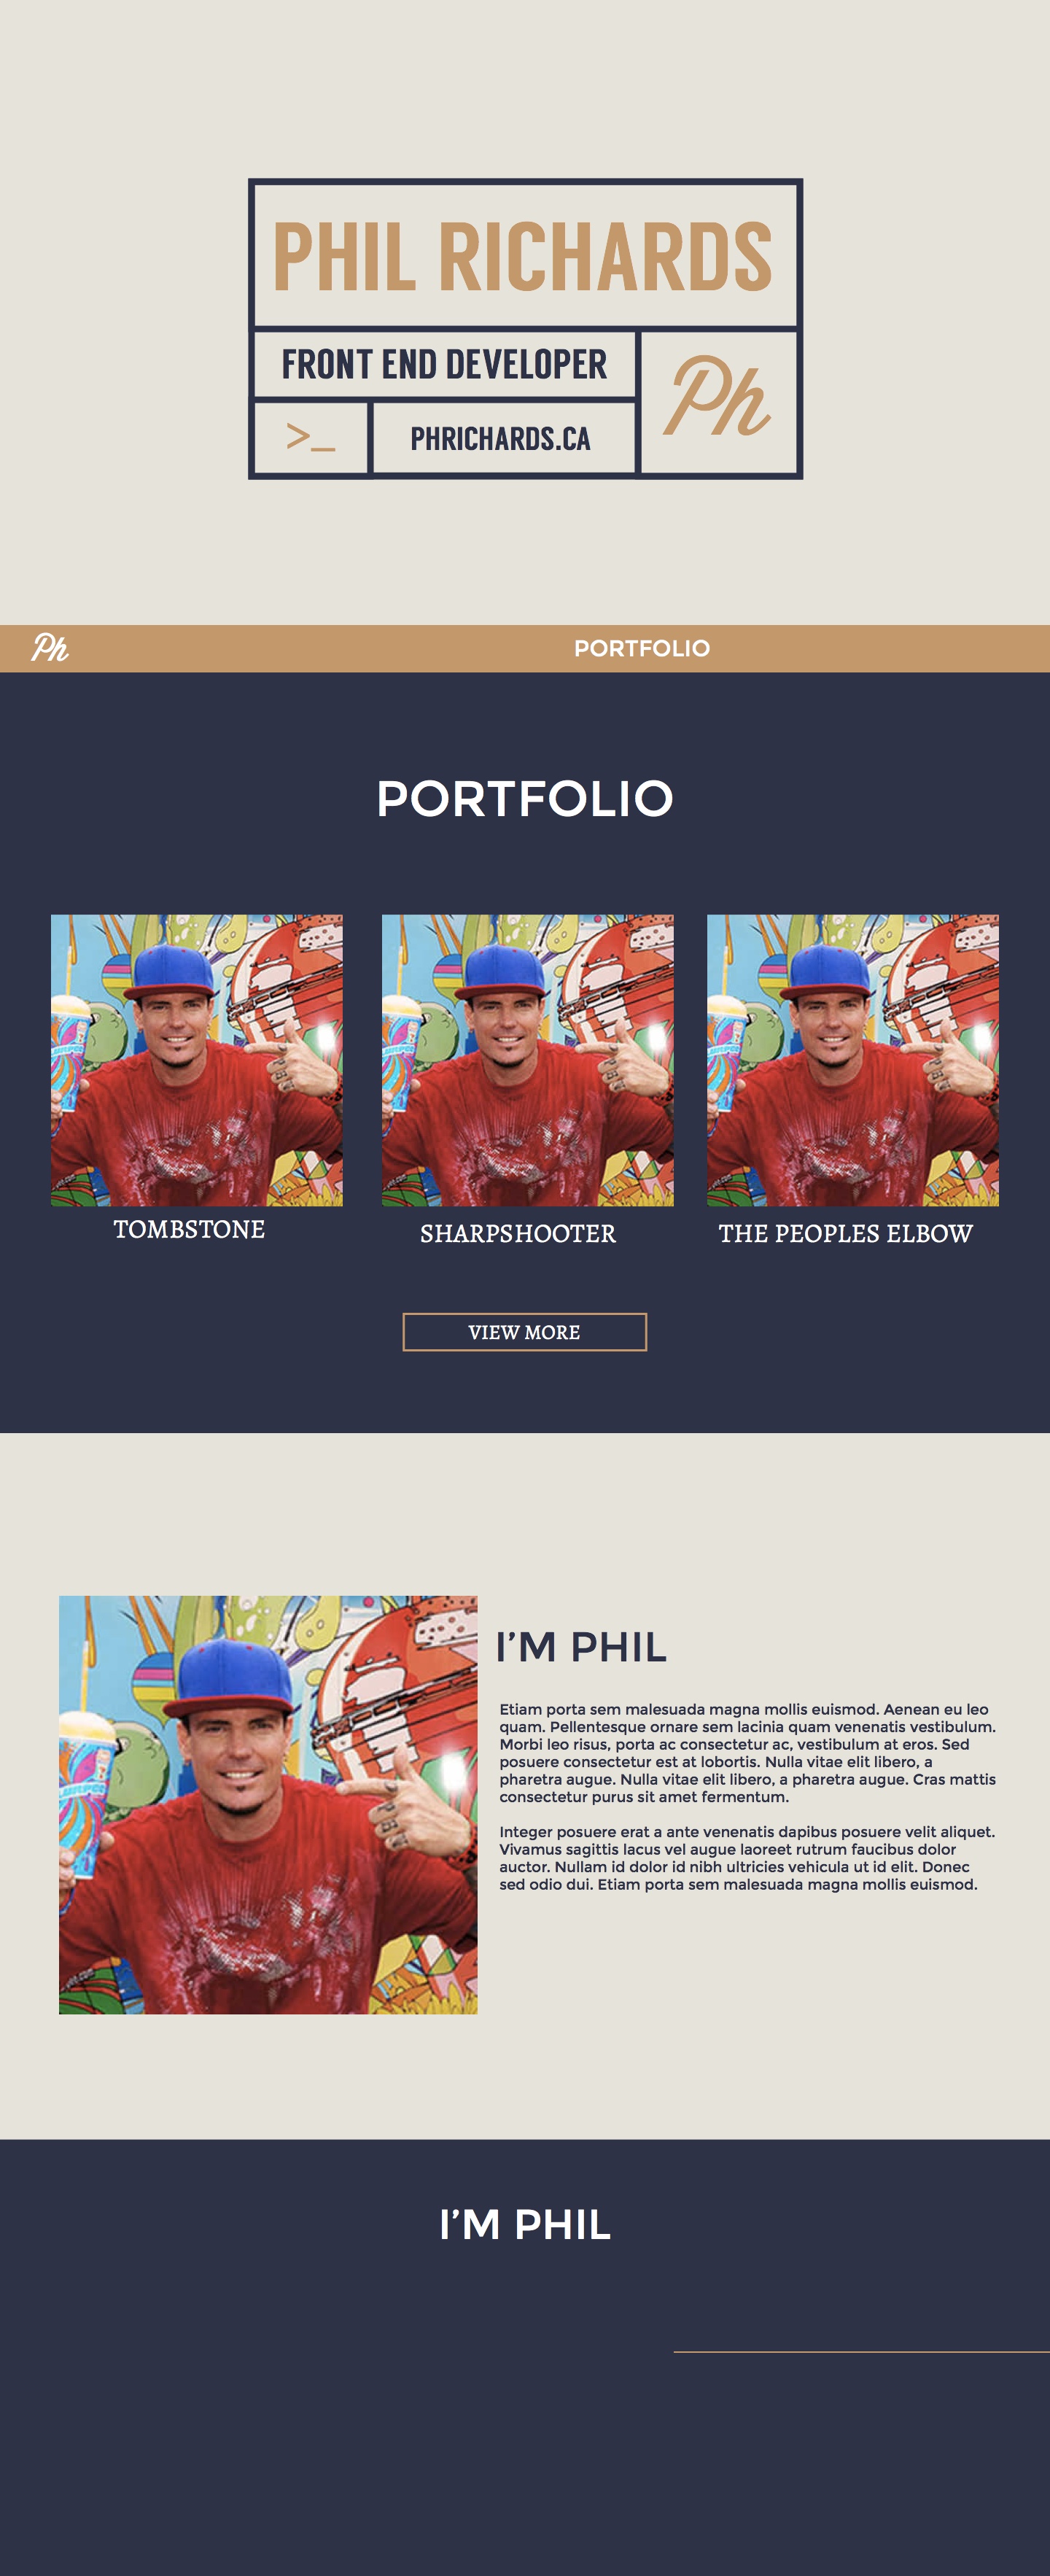 PHIL RICHARDS
FRONT END DEVELOPER
Ph
>_
PHRICHARDS.CA
Ph
PORTFOLIO
PORTFOLIO
TOMBSTONE
SHARPSHOOTER
THE PEOPLES ELBOW
VIEW MORE
I’M PHIL
Etiam porta sem malesuada magna mollis euismod. Aenean eu leo
quam. Pellentesque ornare sem lacinia quam venenatis vestibulum.
Morbi leo risus, porta ac consectetur ac, vestibulum at eros. Sed
posuere consectetur est at lobortis. Nulla vitae elit libero, a
pharetra augue. Nulla vitae elit libero, a pharetra augue. Cras mattis
consectetur purus sit amet fermentum.
Integer posuere erat a ante venenatis dapibus posuere velit aliquet.
Vivamus sagittis lacus vel augue laoreet rutrum faucibus dolor
auctor. Nullam id dolor id nibh ultricies vehicula ut id elit. Donec
sed odio dui. Etiam porta sem malesuada magna mollis euismod.
I’M PHIL